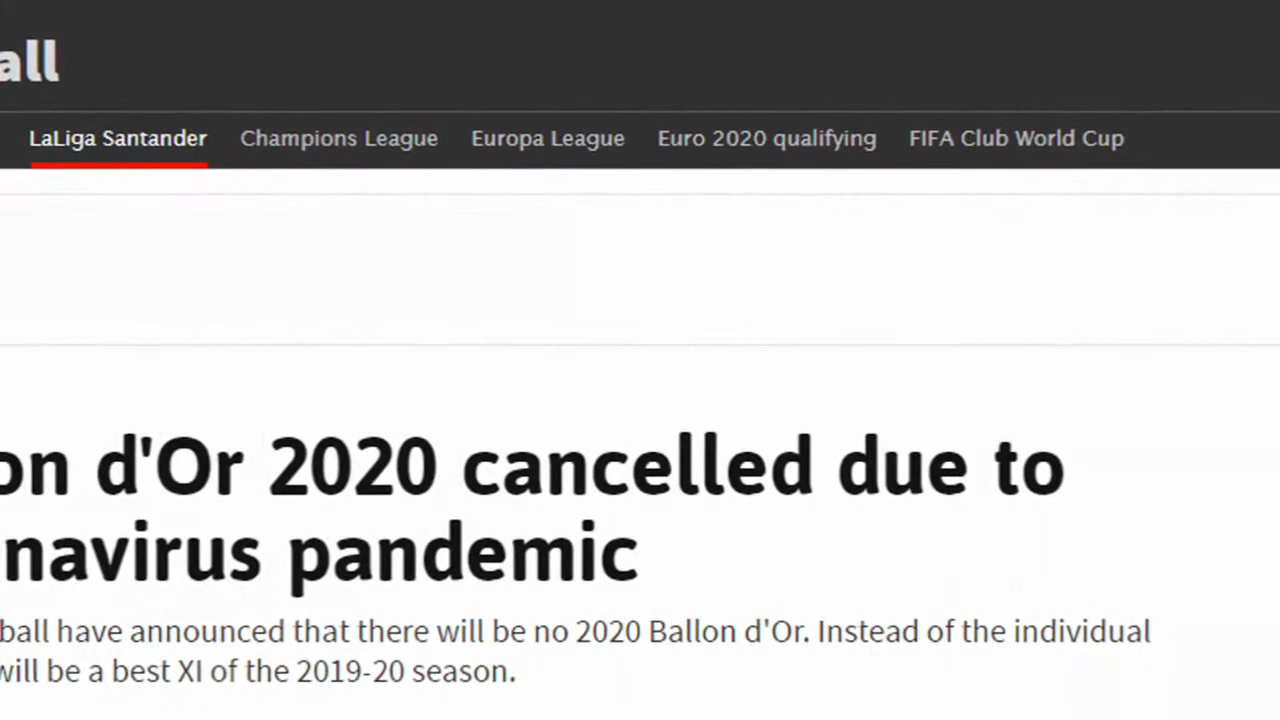 all
LaLiga Santander Champions League Europa League Euro 2020 qualifying FIFA Club World Cup
on d'Or 2020 cancelled due to
navirus pandemic
ball have announced that there will be no 2020 Ballon d'Or. Instead of the individual
will be a best XI of the 2019-20 season.